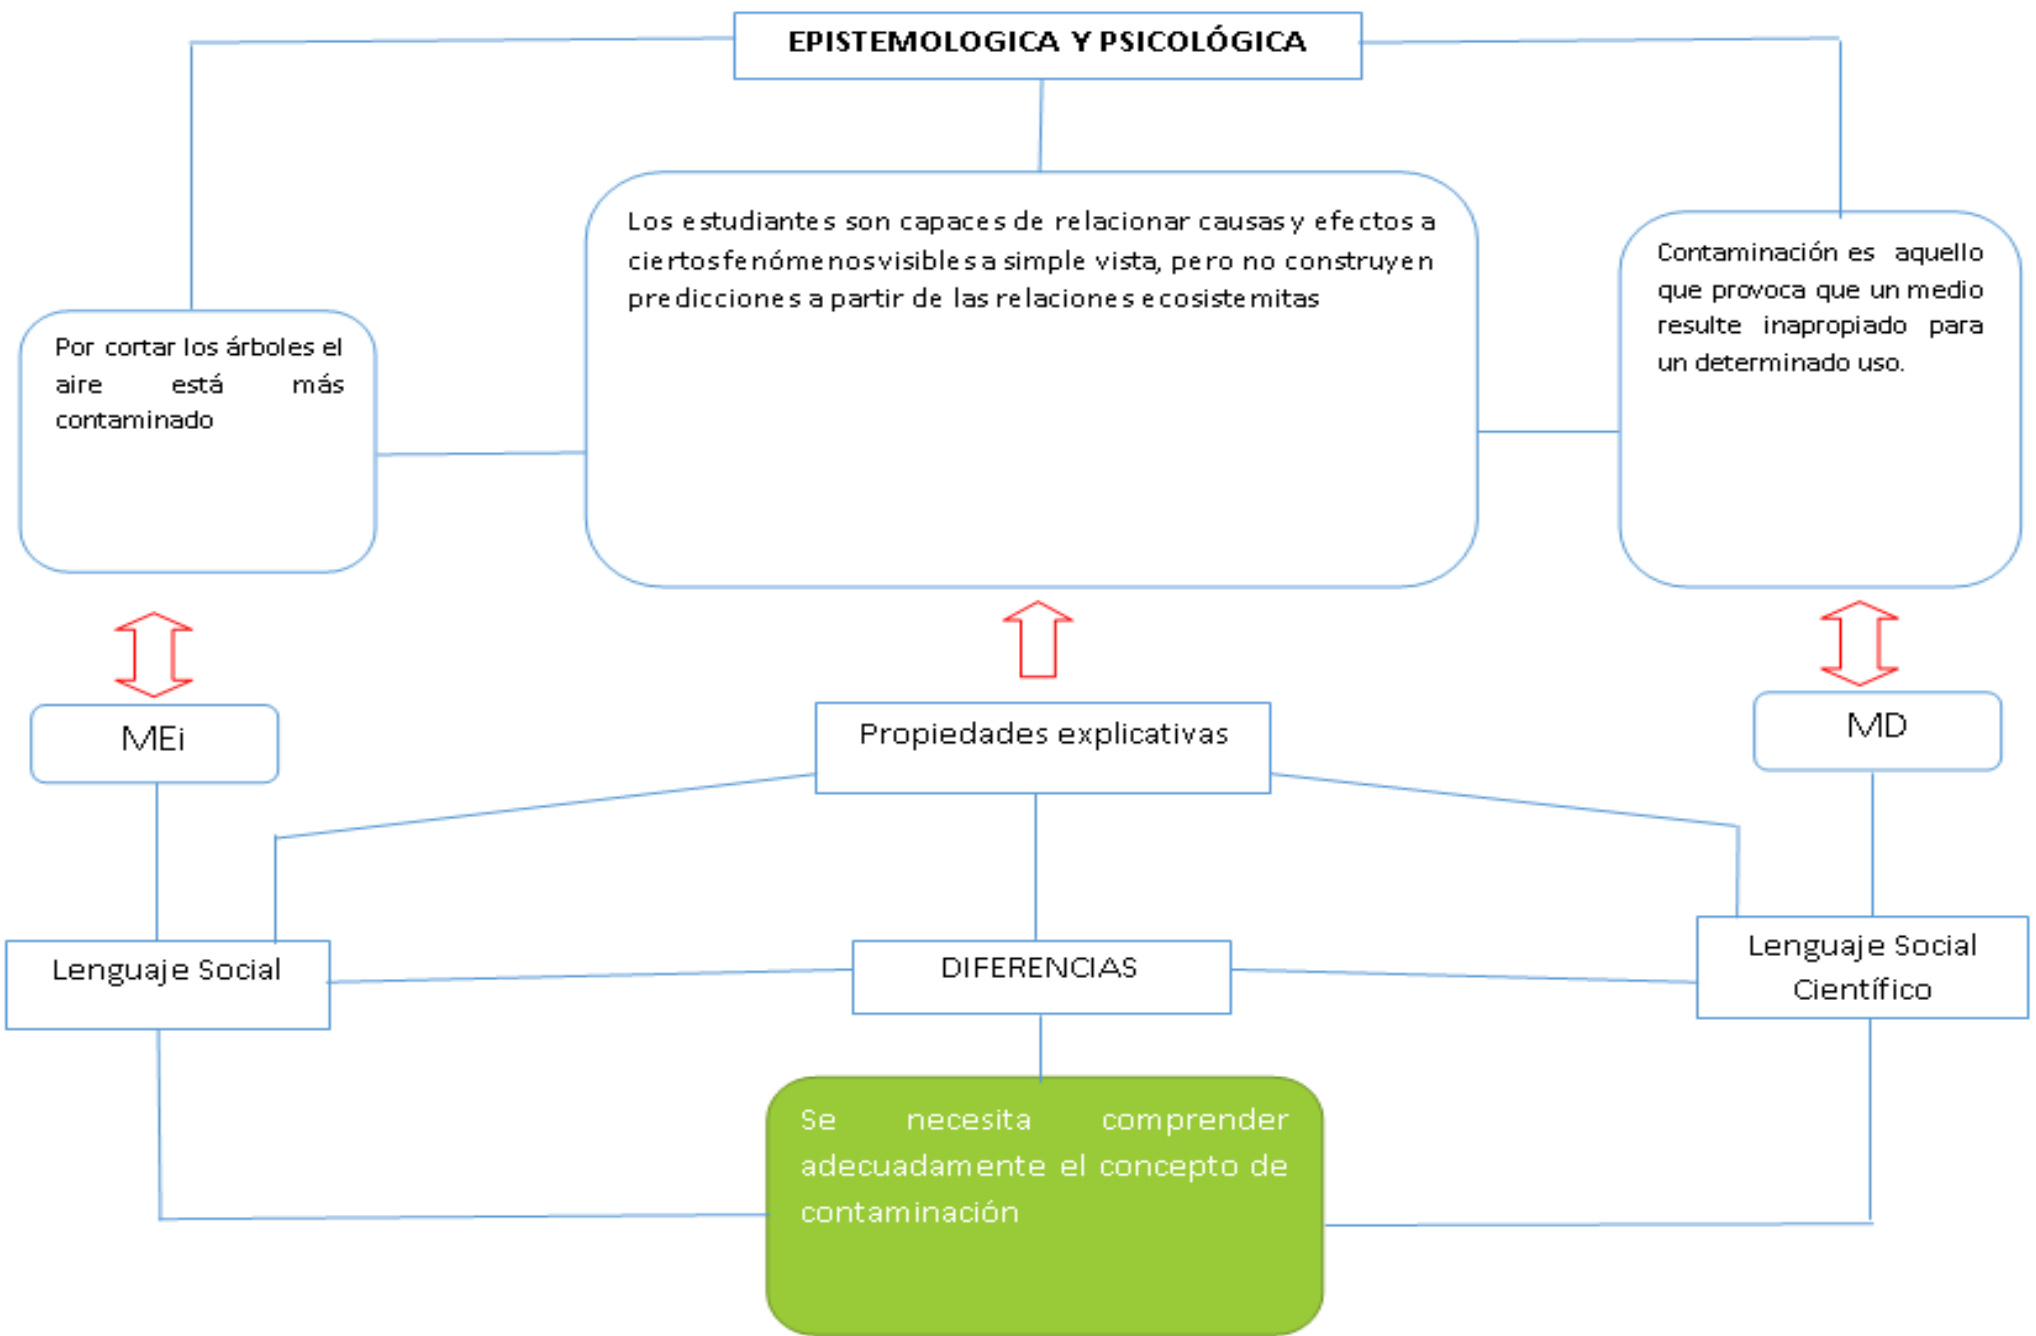 EPISTEMOLOGICA Y PSICOLÓGICA
Por cortar los árboles el
aire está más
contaminado
Los estudiantes son capaces de relacionar causas y efectos a
ciertos fenómenos visibles a simple vista, pero no construyen
predicciones a partir de las relaciones ecosistemitas
Contaminación es aquello
que provoca que un medio
resulte inapropiado para
un determinado uso.
MEi
Propiedades explicativas
MD
Lenguaje Social
DIFERENCIAS
Lenguaje Social
Científico
Se necesita comprender
adecuadamente el concepto de
contaminación